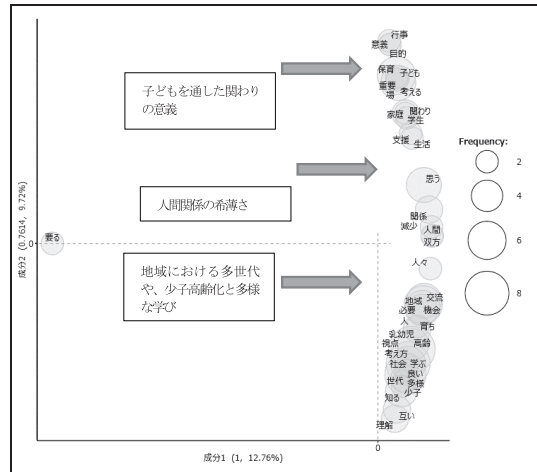 行事
意義
目的
保育 子ども
重要
場 考える
家庭 関わり
学生
支援 生活
子どもを通した関わり
の意義
Frequency:
2
4
6
8
思う
人間関係の希薄さ
関係
減少 人間
双方
要る
0
人々
地域における多世代
や、少子高齢化と多様
な学び
地域 交流
必要 機会
人 育ち
乳幼児
視点 高齢
考え方
社会 学ぶ
良い
世代 多様
少子
知る
互い
理解
0
成分1 (1, 12.76%)
成分2 (0.7614, 9.72%)